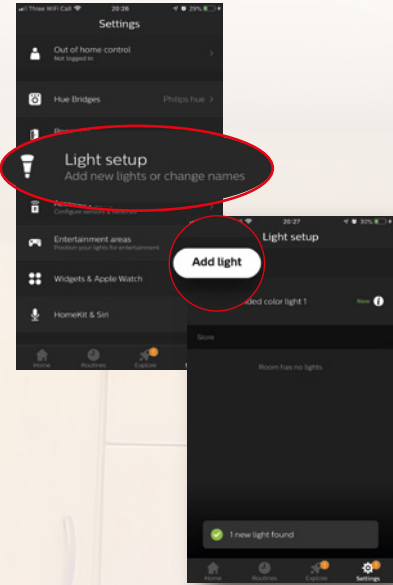 Three WiFi Call
20:26
29%
Settings
Out of home control
Not logged in
Hue Bridges
Philips hue >
Light setup
Add new lights or change names
Configure sensors &
Entertainment areas
Position your lights for entertainment
Widgets & Apple Watch
HomeKit & Siri
Home
Routines
Explore
20:27
30%
Light setup
Add light
color light 1
New
Store
Room has no lights
1 new light found
Home
Routines
Explore
Settings